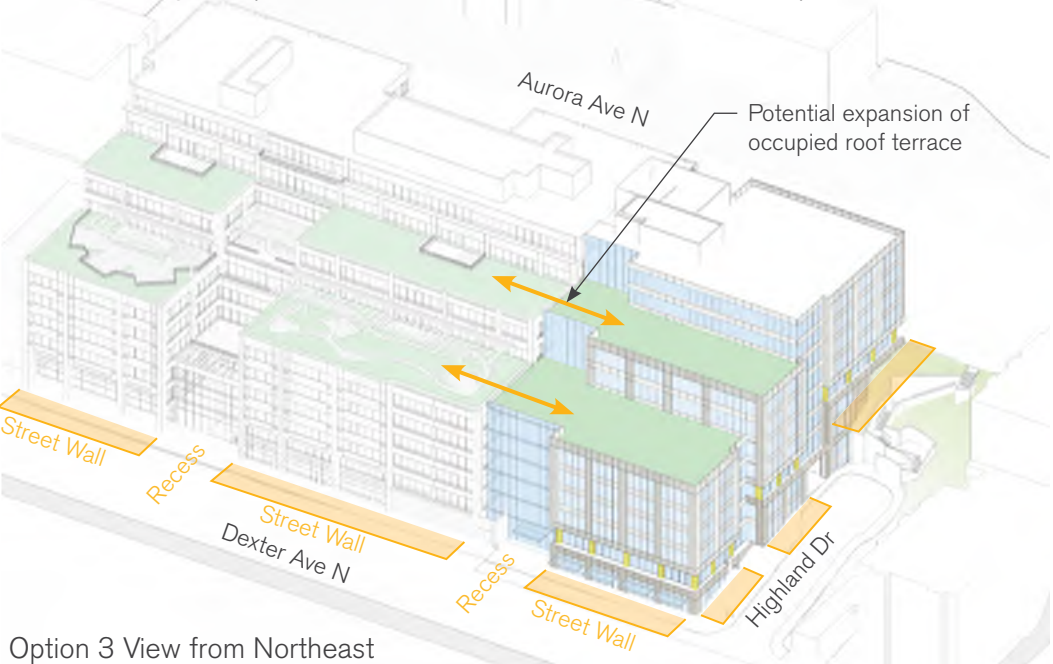 Aurora Ave N
Potential expansion of
occupied roof terrace
Street Wall
Recess
Street Wall
Dexter Ave N
Recess
Street Wall
Highland Dr
Option 3 View from Northeast